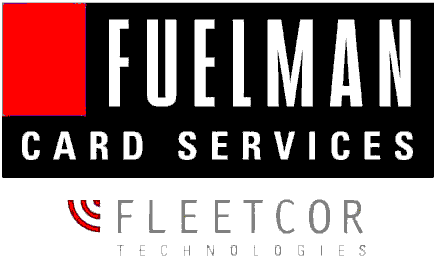 FUELMAN
CARD SERVICES
FLEETCOR
TECHNOLOGIES